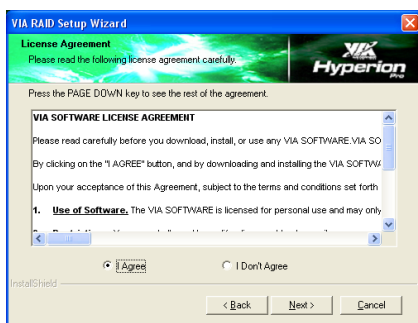 VIA RAID Setup Wizard
License Agreement
Please read the following license agreement carefully.
VIA
Hyperion
Pro
Press the PAGE DOWN key to see the rest of the agreement.
VIA SOFTWARE LICENSE AGREEMENT
Please read carefully before you download, install, or use any VIA SOFTWARE.VIA SO
By clicking on the "I AGREE" button, and by downloading and installing the VIA SOFTWA
Upon your acceptance of this Agreement, subject to the terms and conditions set forth
1. Use of Software. The VIA SOFTWARE is licensed for personal use and may only
I Agree
I Don't Agree
InstallShield
< Back
Next >
Cancel